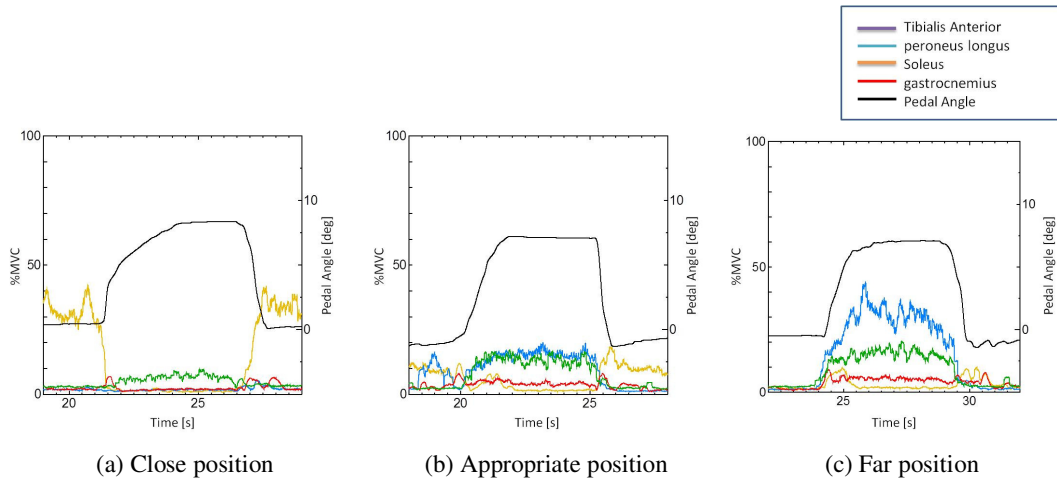 Tibialis Anterior
peroneus longus
Soleus
gastrocnemius
Pedal Angle
100
50
0
%MVC
20
25
Time [s]
10
0
Pedal Angle [deg]
(a) Close position
100
50
0
%MVC
20
25
Time [s]
10
0
Pedal Angle [deg]
(b) Appropriate position
100
50
0
%MVC
25
30
Time [s]
10
0
Pedal Angle [deg]
(c) Far position